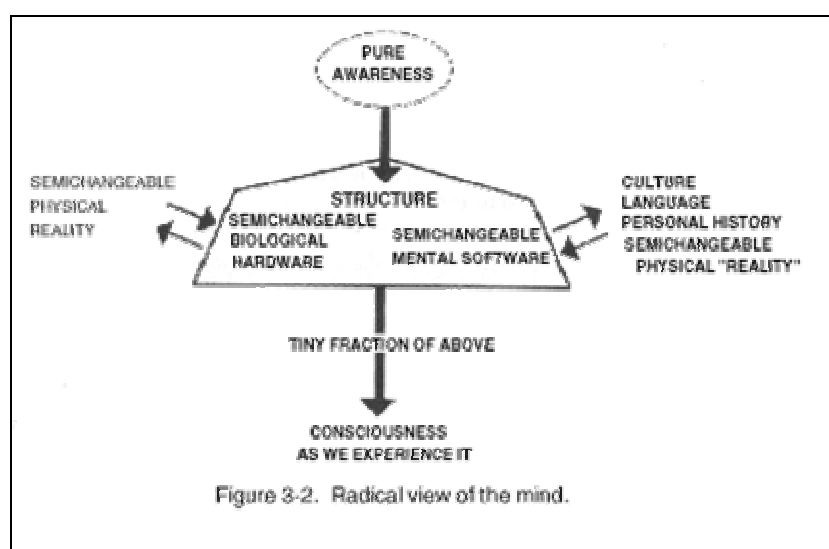 PURE
AWARENESS
SEMICHANGEABLE
PHYSICAL
REALITY
STRUCTURE
SEMICHANGEABLE
BIOLOGICAL
HARDWARE
SEMICHANGEABLE
MENTAL SOFTWARE
CULTURE
LANGUAGE
PERSONAL HISTORY
SEMICHANGEABLE
PHYSICAL "REALITY"
TINY FRACTION OF ABOVE
CONSCIOUSNESS
AS WE EXPERIENCE IT
Figure 3-2. Radical view of the mind.